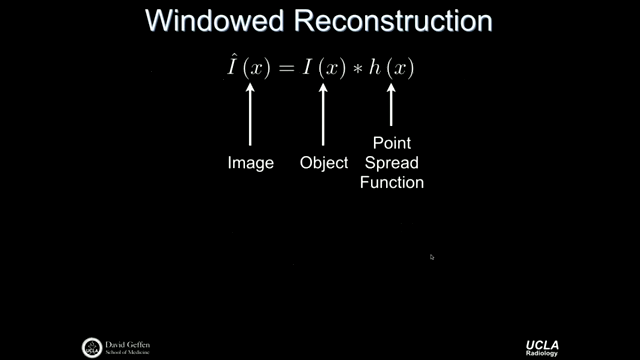 Windowed Reconstruction
Î (x) = I (x) ∗ h (x)
Image
Object
Point
Spread
Function
David Geffen
School of Medicine
UCLA
Radiology